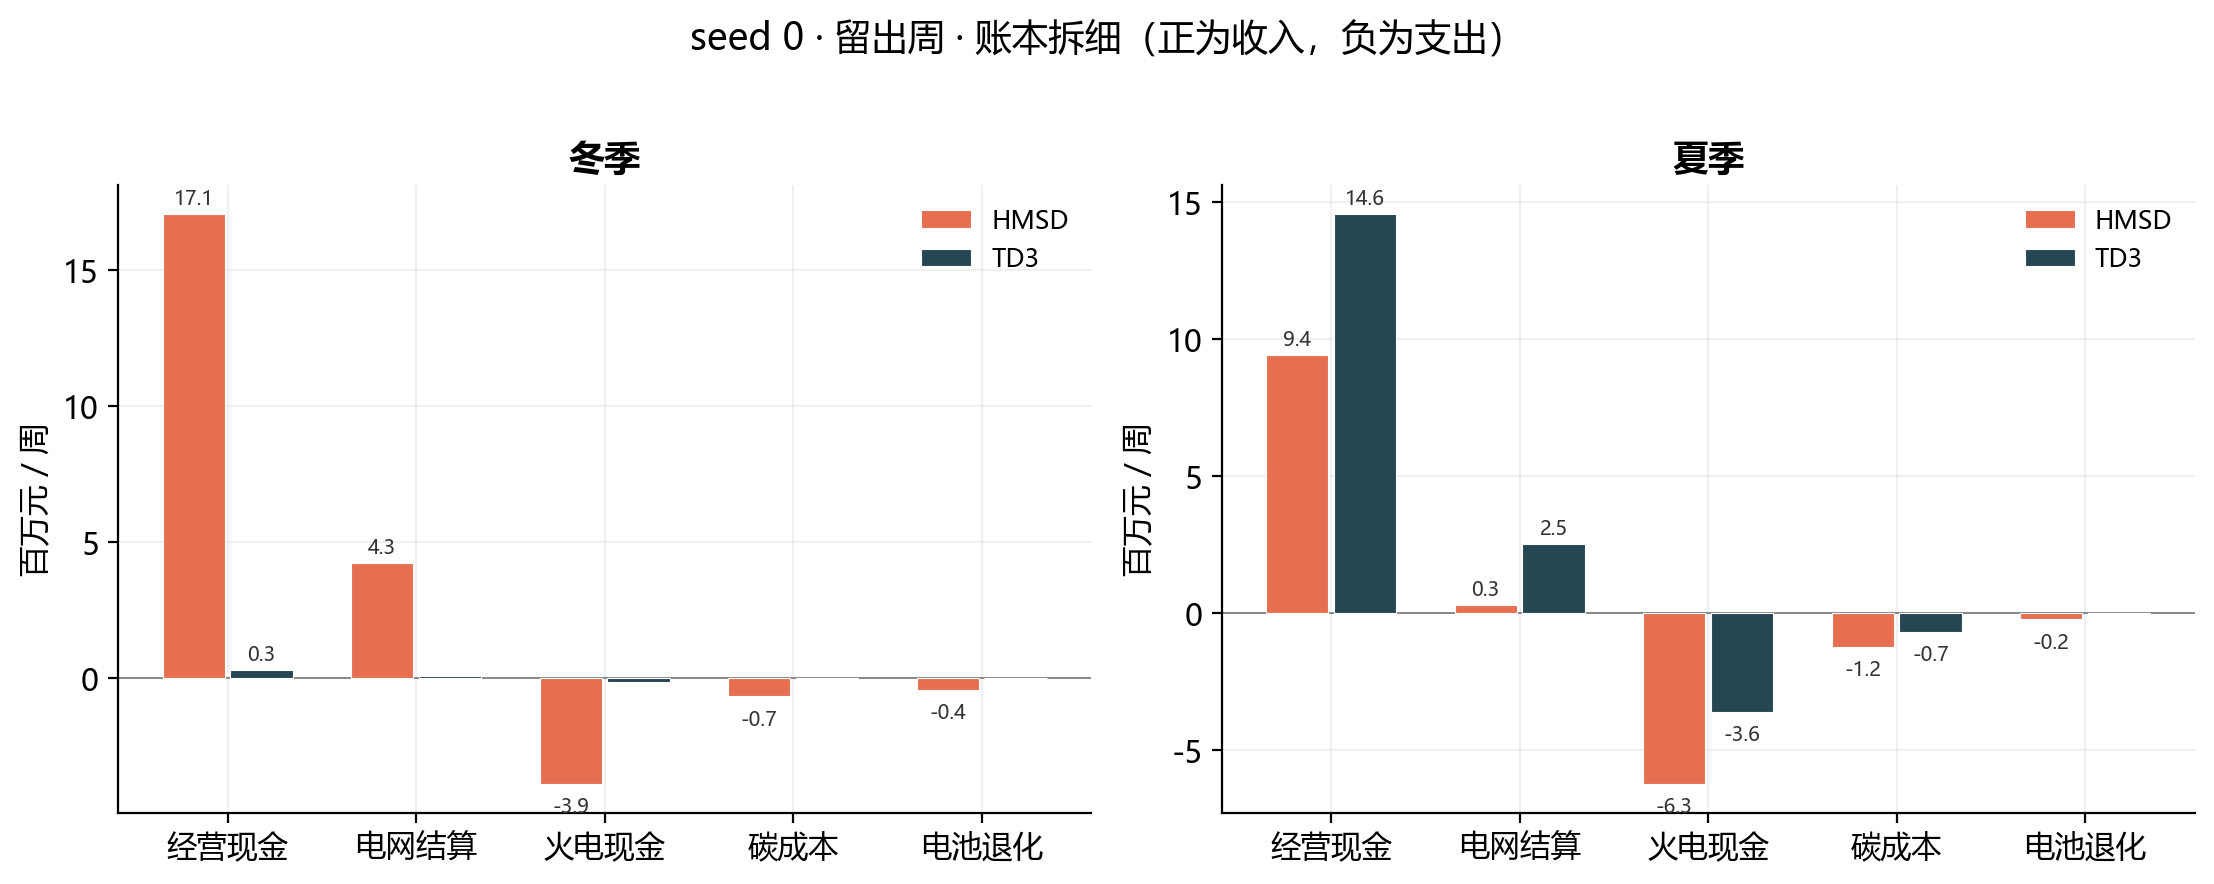 seed 0 · 留出周 · 账本拆细（正为收入，负为支出）
冬季
17.1
0.3
4.3
-3.9
-0.7
-0.4
15
10
5
0
百万元 / 周
HMSD
TD3
经营现金
电网结算
火电现金
碳成本
电池退化
夏季
9.4
14.6
0.3
2.5
-6.3
-3.6
-1.2
-0.7
-0.2
15
10
5
0
-5
百万元 / 周
HMSD
TD3
经营现金
电网结算
火电现金
碳成本
电池退化